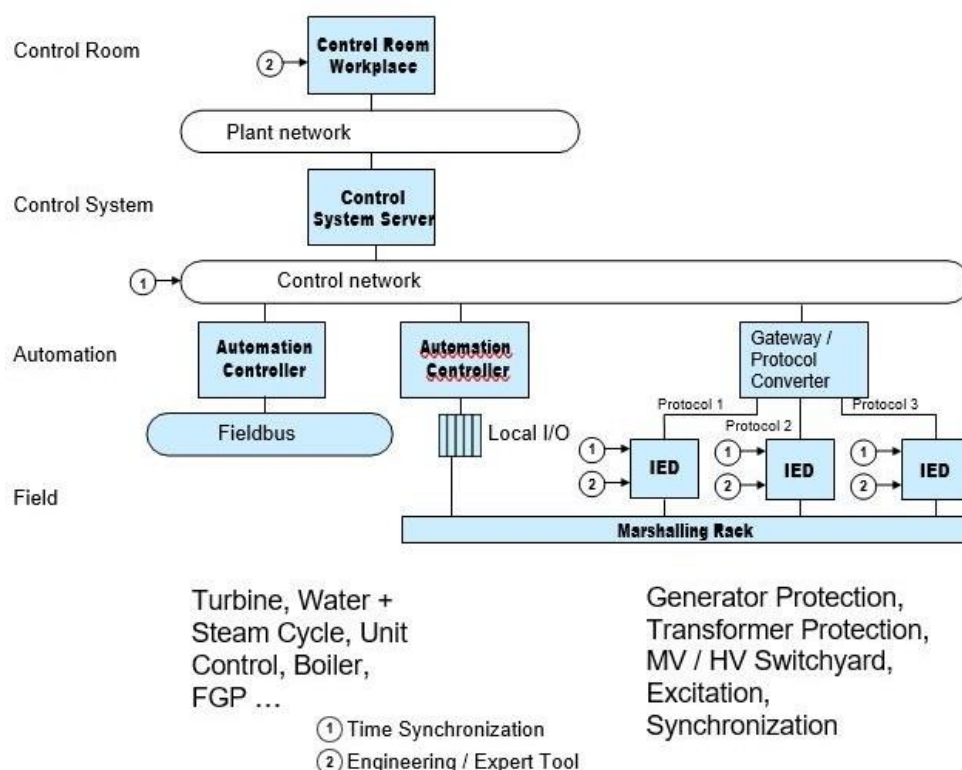 Control Room
2
Control Room
Workplace
Plant network
Control System
Control
System Server
1
Control network
Automation
Automation
Controller
Automation
Controller
Gateway /
Protocol
Converter
Protocol 1
Protocol 2
Protocol 3
Fieldbus
Local I/O
1
2
IED
1
2
IED
1
2
IED
Field
Marshalling Rack
Turbine, Water +
Steam Cycle, Unit
Control, Boiler,
FGP ...
Generator Protection,
Transformer Protection,
MV / HV Switchyard,
Excitation,
Synchronization
1 Time Synchronization
2 Engineering / Expert Tool